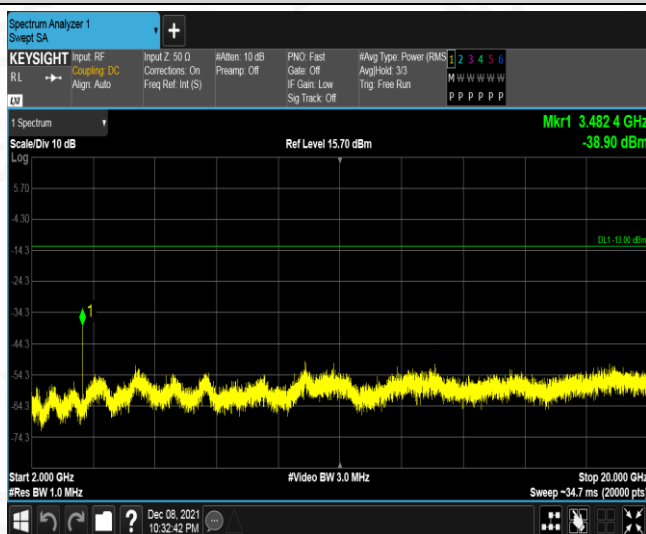 Spectrum Analyzer 1
Swept SA
+
KEYSIGHT
RL
LXI
Input: RF
Coupling: DC
Align: Auto
Input Z: 50 Ω
Corrections: On
Freq Ref: Int (S)
#Atten: 10 dB
Preamp: Off
PNO: Fast
Gate: Off
IF Gain: Low
Sig Track: Off
#Avg Type: Power (RMS
Avg|Hold: 3/3
Trig: Free Run
1 2 3 4 5 6
M W W W W W
P P P P P P
1 Spectrum
Scale/Div 10 dB
Log
Ref Level 15.70 dBm
Mkr1 3.482 4 GHz
-38.90 dBm
5.70
-4.30
DL1 -13.00 dBm
-14.3
-24.3
-34.3
1
-54.3
-64.3
-74.3
Start 2.000 GHz
#Res BW 1.0 MHz
#Video BW 3.0 MHz
Stop 20.000 GHz
Sweep ~34.7 ms (20000 pts)
?
Dec 08, 2021
10:32:42 PM